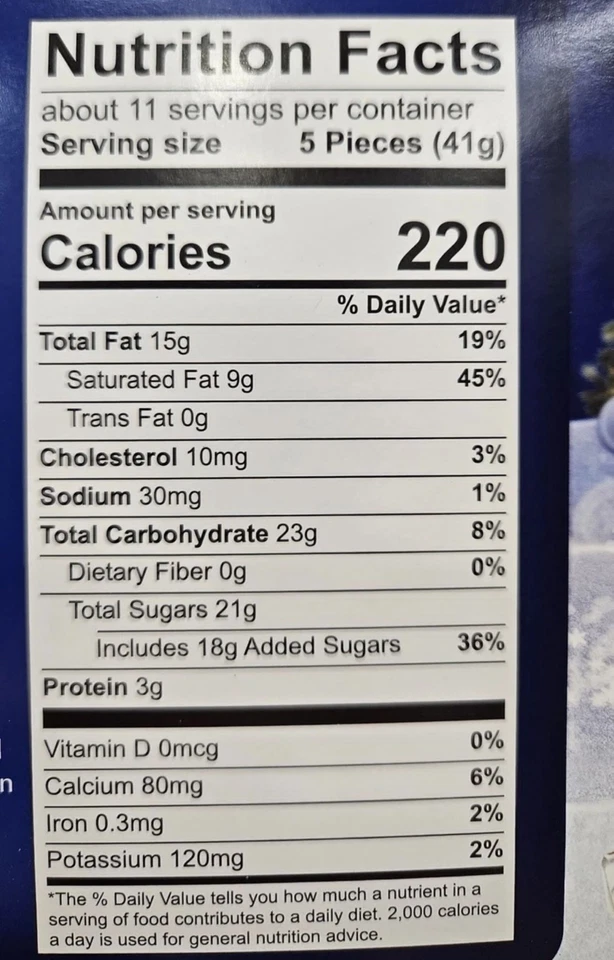 Nutrition Facts
about 11 servings per container
Serving size 5 Pieces (41g)
Amount per serving
Calories 220
% Daily Value*
Total Fat 15g 19%
Saturated Fat 9g 45%
Trans Fat 0g
Cholesterol 10mg 3%
Sodium 30mg 1%
Total Carbohydrate 23g 8%
Dietary Fiber 0g 0%
Total Sugars 21g
Includes 18g Added Sugars 36%
Protein 3g
Vitamin D 0mcg 0%
Calcium 80mg 6%
Iron 0.3mg 2%
Potassium 120mg 2%
*The % Daily Value tells you how much a nutrient in a
serving of food contributes to a daily diet. 2,000 calories
a day is used for general nutrition advice.